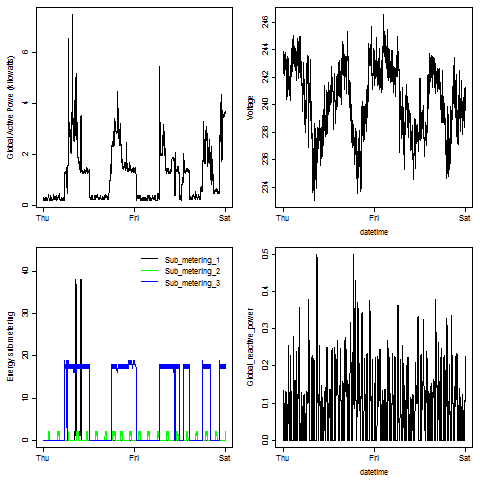 Global Active Power (kilowatts)
6
4
2
0
Thu
Fri
Sat
Voltage
246
244
242
240
238
236
234
Thu
Fri
Sat
datetime
Energy sub metering
40
30
20
10
0
Sub_metering_1
Sub_metering_2
Sub_metering_3
Thu
Fri
Sat
Global_reactive_power
0.5
0.4
0.3
0.2
0.1
0.0
Thu
Fri
Sat
datetime